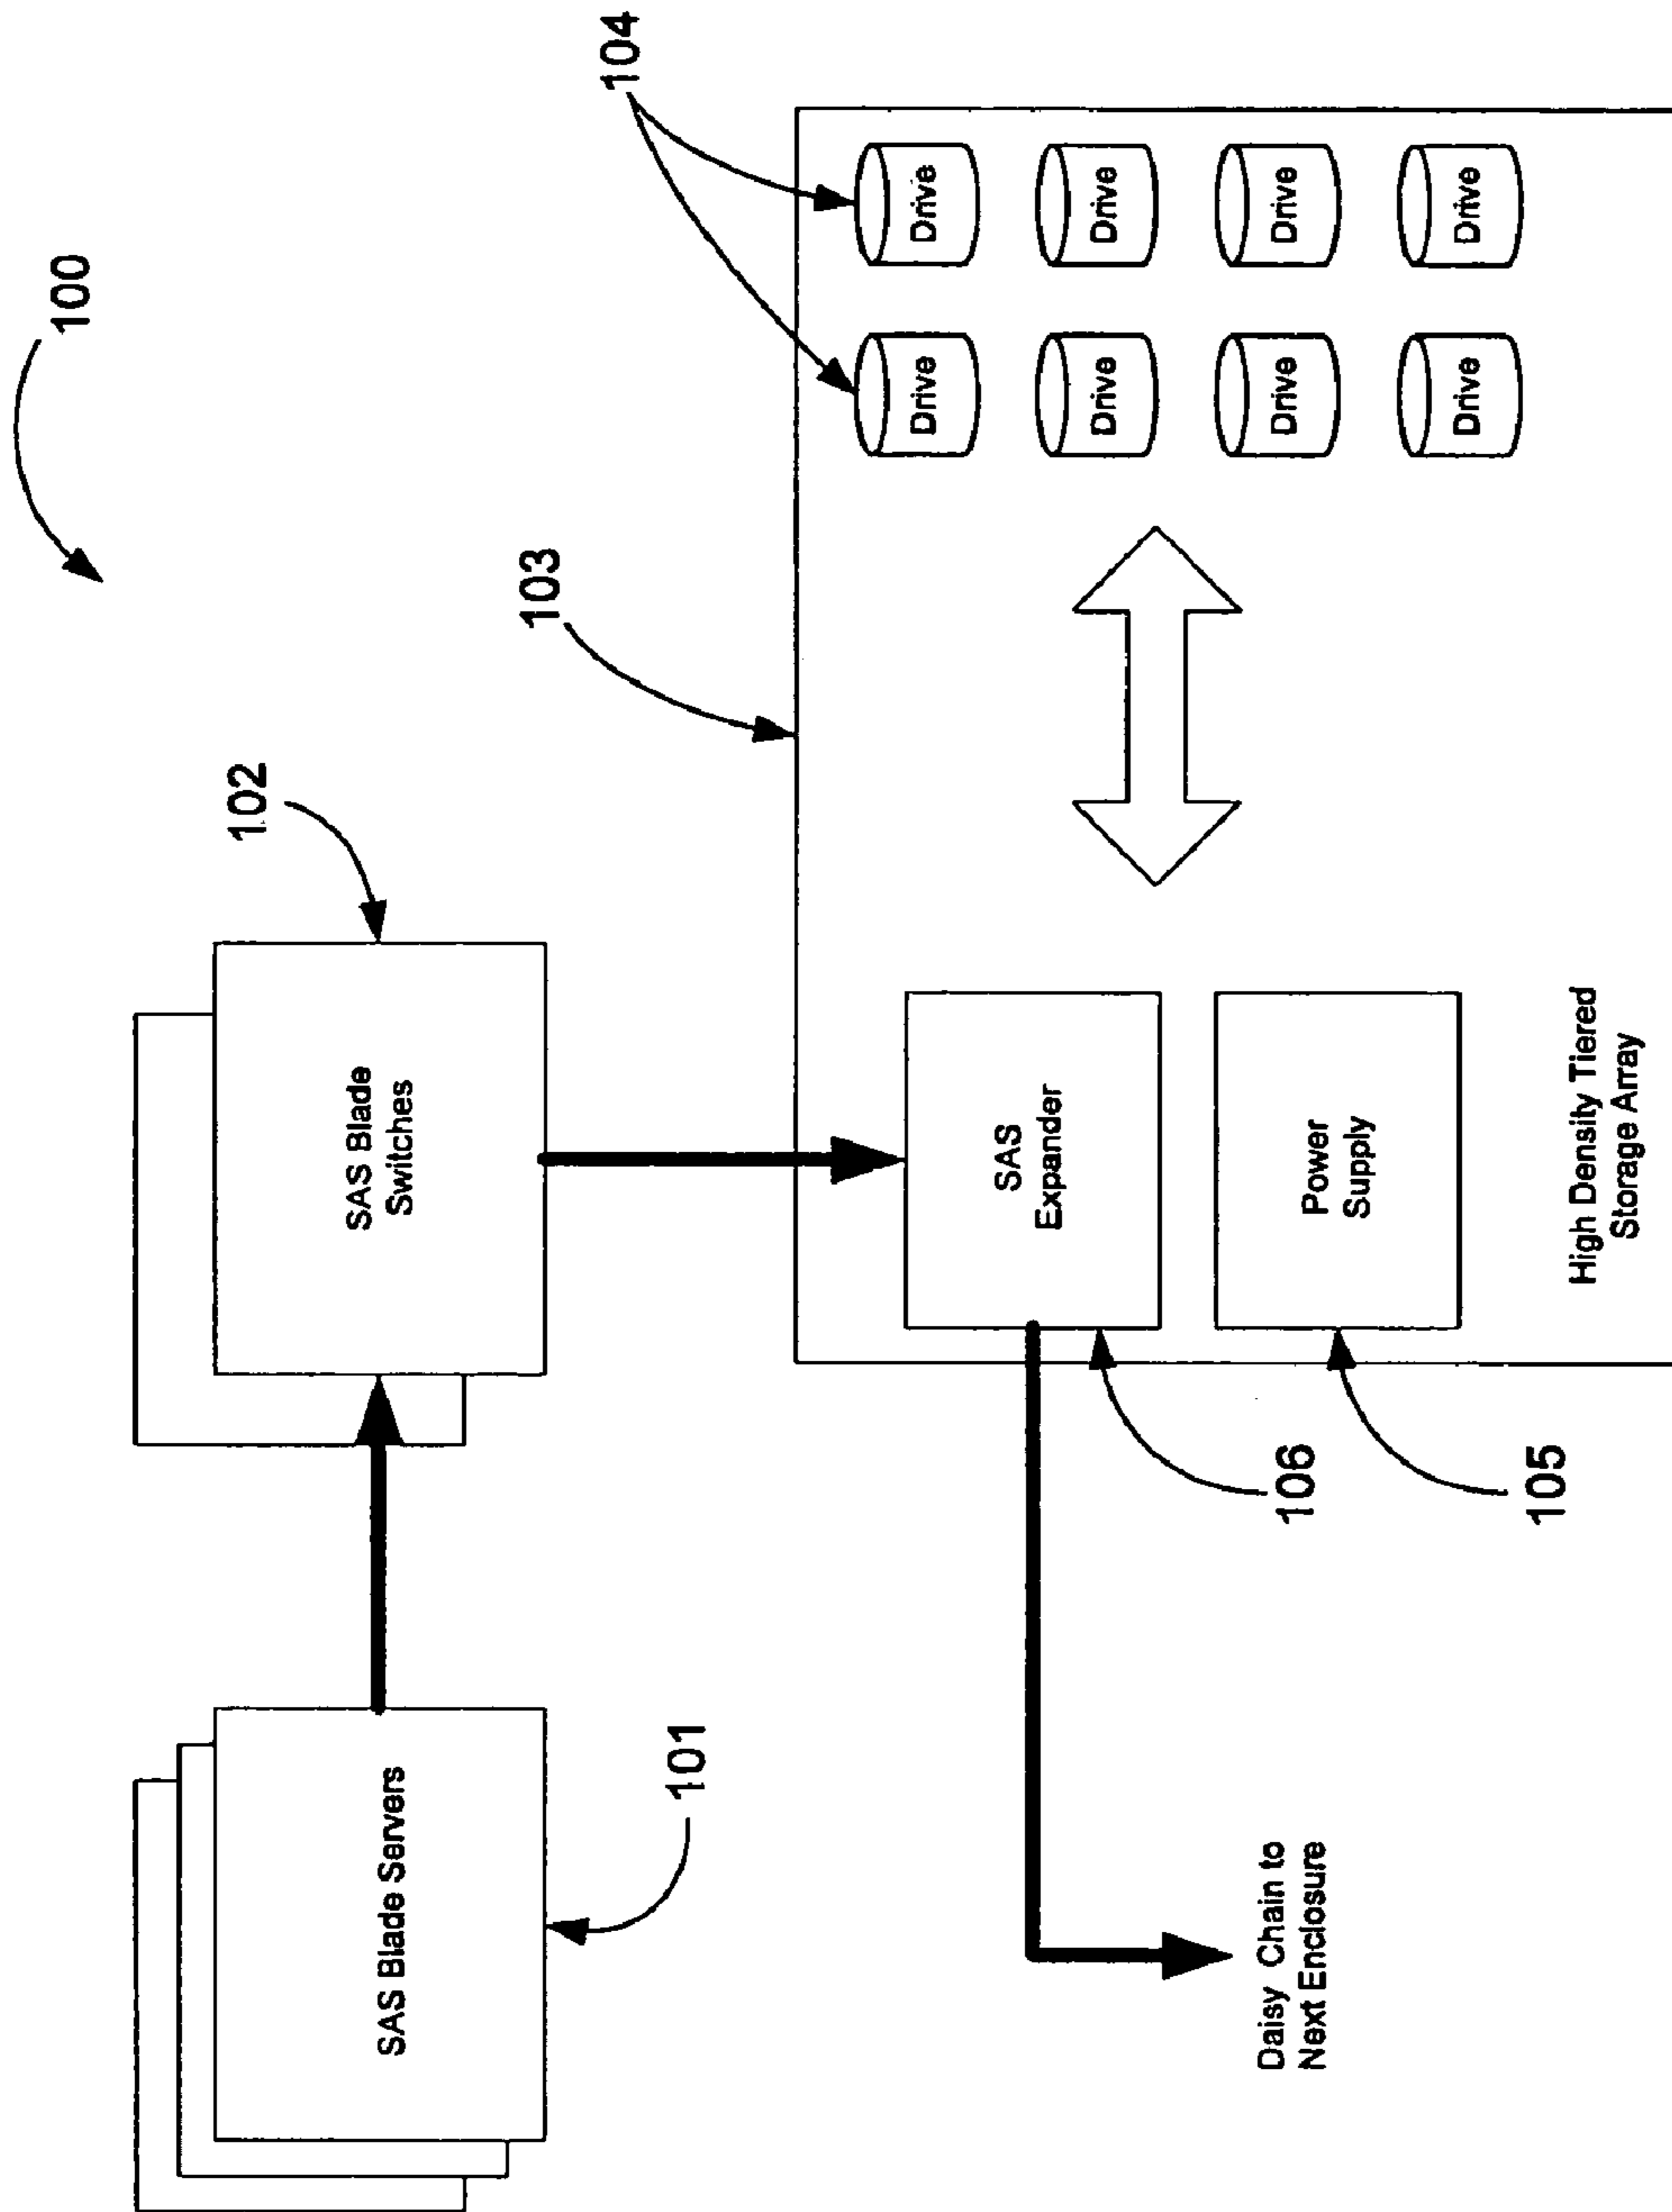 100
102
SAS Blade
Switches
SAS Blade Servers
101
103
104
SAS
Expander
Power
Supply
Drive
Drive
Drive
Drive
Drive
Drive
Drive
Drive
106
105
Daisy Chain to
Next Enclosure
High Density Tiered
Storage Array